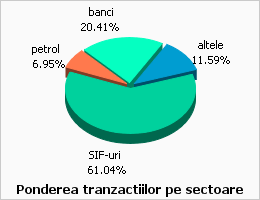 banci
20.41%
petrol
6.95%
altele
11.59%
SIF-uri
61.04%
Ponderea tranzactiilor pe sectoare